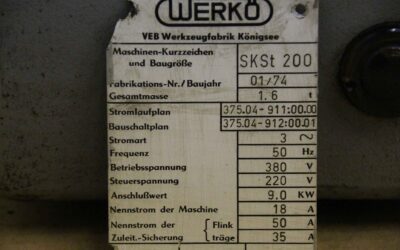 WERKÖ
VEB Werkzeugfabrik Königsee
Maschinen-Kurzzeichen
und Baugröße SKSt 200
Fabrikations-Nr./Baujahr 01/74
Gesamtmasse 1.6 t
Stromlaufplan 375.04-911:00.00
Bauschaltplan 375.04-912:00.01
Stromart 3 ~
Frequenz 50 Hz
Betriebsspannung 380 V
Steuerspannung 220 V
Anschlußwert 9.0 KW
Nennstrom der Maschine 18 A
Nennstrom der { Flink 50 A
Zuleit.-Sicherung { träge 35 A